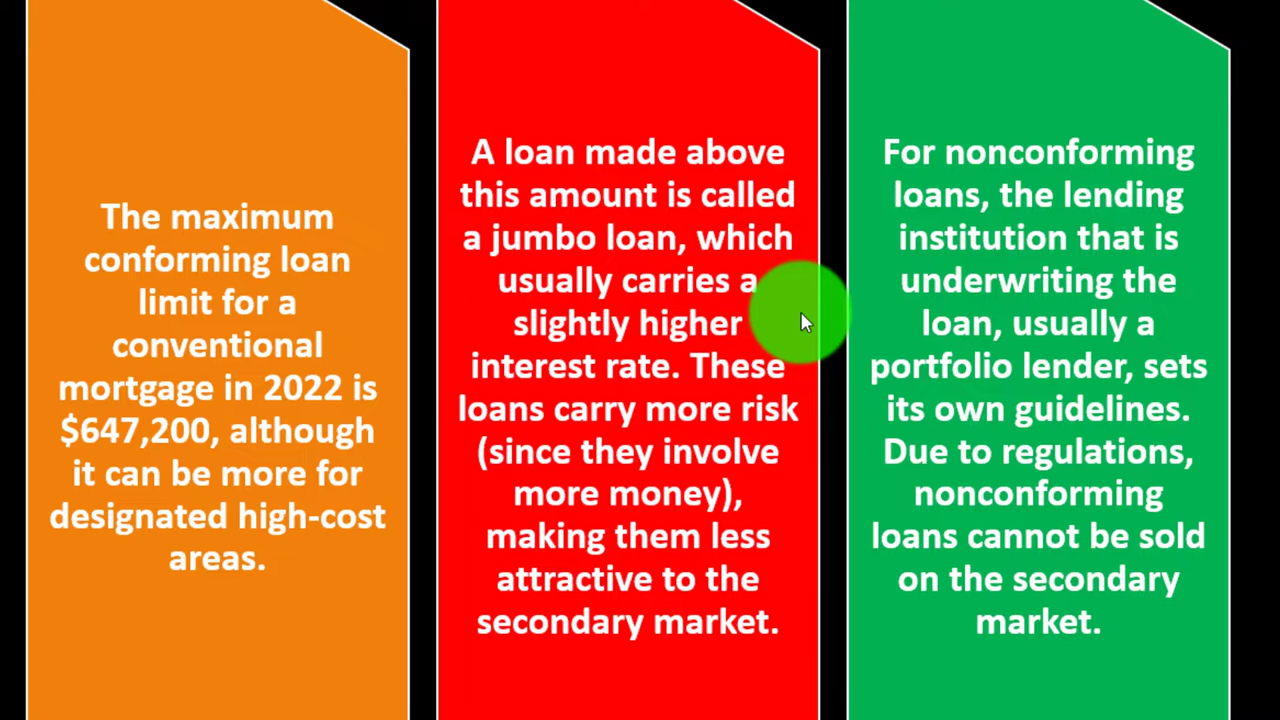 The maximum
conforming loan
limit for a
conventional
mortgage in 2022 is
$647,200, although
it can be more for
designated high-cost
areas.
A loan made above
this amount is called
a jumbo loan, which
usually carries a
slightly higher
interest rate. These
loans carry more risk
(since they involve
more money),
making them less
attractive to the
secondary market.
For nonconforming
loans, the lending
institution that is
underwriting the
loan, usually a
portfolio lender, sets
its own guidelines.
Due to regulations,
nonconforming
loans cannot be sold
on the secondary
market.